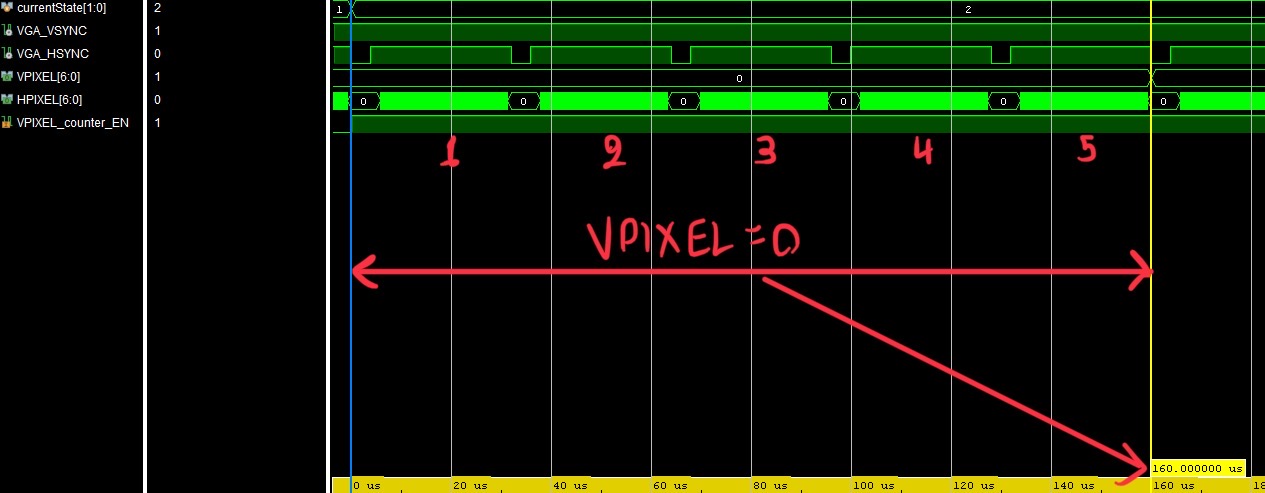 currentState[1:0] 2 1 2
VGA_VSYNC 1
VGA_HSYNC 0
VPIXEL[6:0] 1 0
HPIXEL[6:0] 0 0 0 0 0 0 0
VPIXEL_counter_EN 1
1 2 3 4 5
VPIXEL=0
160.000000 us
0 us 20 us 60 us 80 us 100 us 120 us 140 us 160 us 18